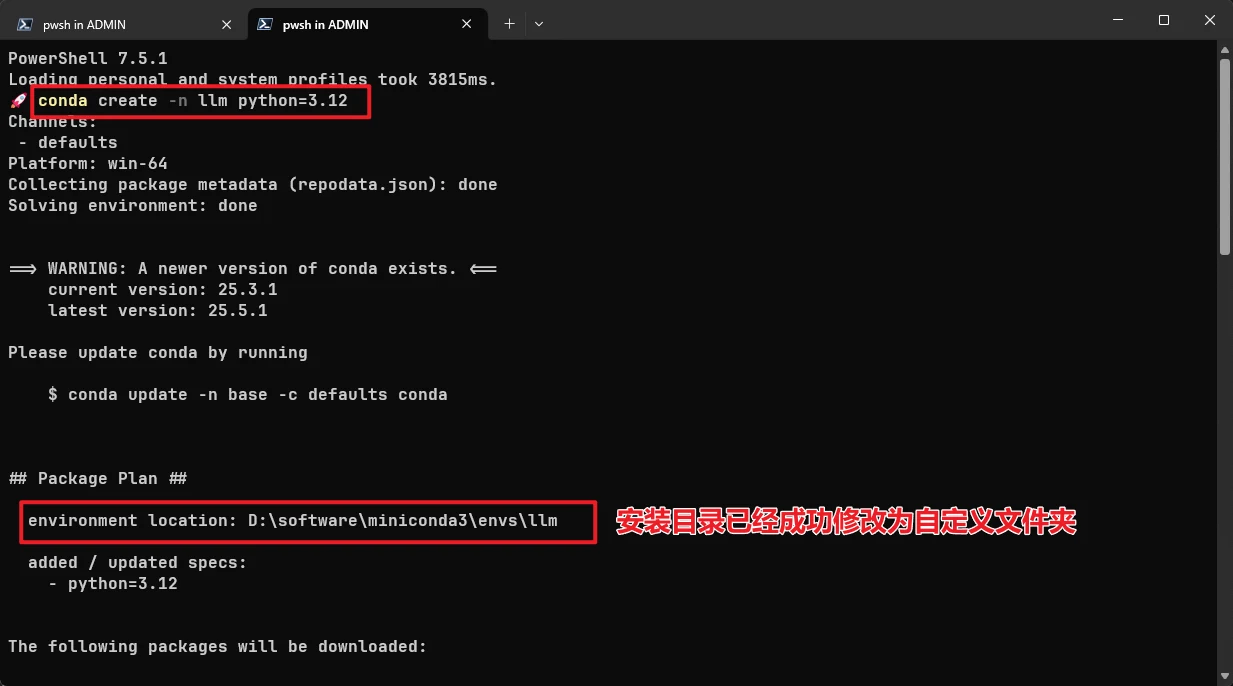 pwsh in ADMIN
pwsh in ADMIN
PowerShell 7.5.1
Loading personal and system profiles took 3815ms.
🚀 conda create -n llm python=3.12
Channels:
- defaults
Platform: win-64
Collecting package metadata (repodata.json): done
Solving environment: done
==> WARNING: A newer version of conda exists. <==
current version: 25.3.1
latest version: 25.5.1
Please update conda by running
$ conda update -n base -c defaults conda
## Package Plan ##
environment location: D:\software\miniconda3\envs\llm
安装目录已经成功修改为自定义文件夹
added / updated specs:
- python=3.12
The following packages will be downloaded: